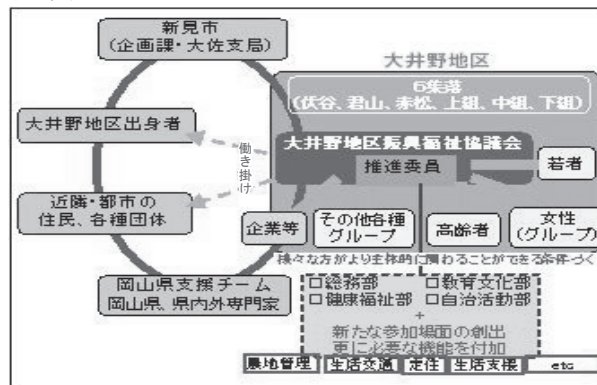 新見市
(企画課・大佐支局)
大井野地区
6集落
(伏谷、君山、赤松、上組、中組、下組)
大井野地区出身者
働き掛け
大井野地区振興福祉協議会
推進委員
若者
近隣・都市の
住民、各種団体
企業等
その他各種
グループ
高齢者
女性
(グループ)
様々な方がより主体的に関わることができる条件づく
岡山県支援チーム
岡山県、県内外専門家
□総務部 □教育文化部
□健康福祉部 □自治活動部
+
新たな参加場面の創出
更に必要な機能を付加
農地管理 生活交通 定住 生活支援 etc